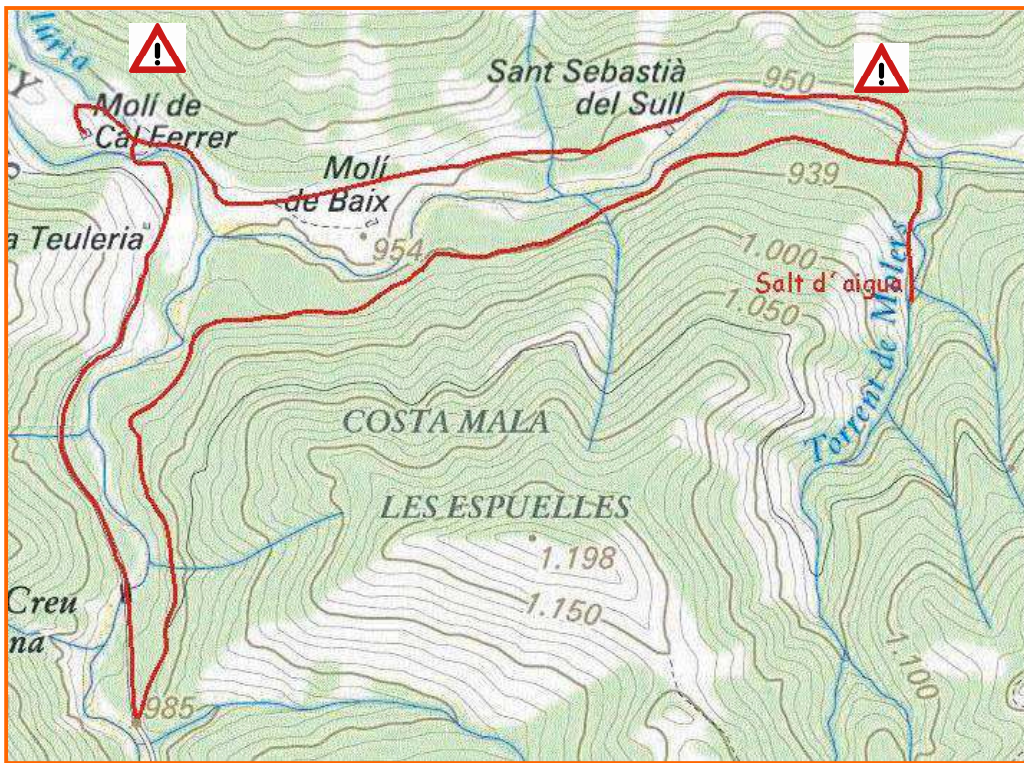 !
!
Y
Molí de
Cal Ferrer
Sant Sebastià
del Sull
950
Molí
de Baix
954
939
a Teuleria
1.000
Salt d' aigua
1.050
Torrent de Molers
COSTA MALA
LES ESPUELLES
1.198
1.150
Creu
na
985
1.100